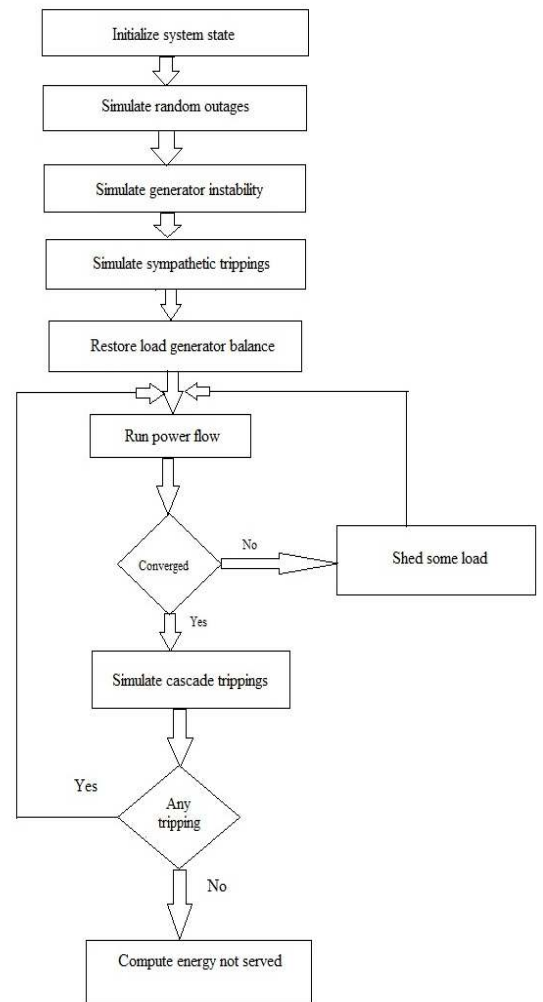 Initialize system state
Simulate random outages
Simulate generator instability
Simulate sympathetic trippings
Restore load generator balance
Run power flow
No
Converged
Shed some load
Yes
Simulate cascade trippings
Yes
Any
tripping
No
Compute energy not served